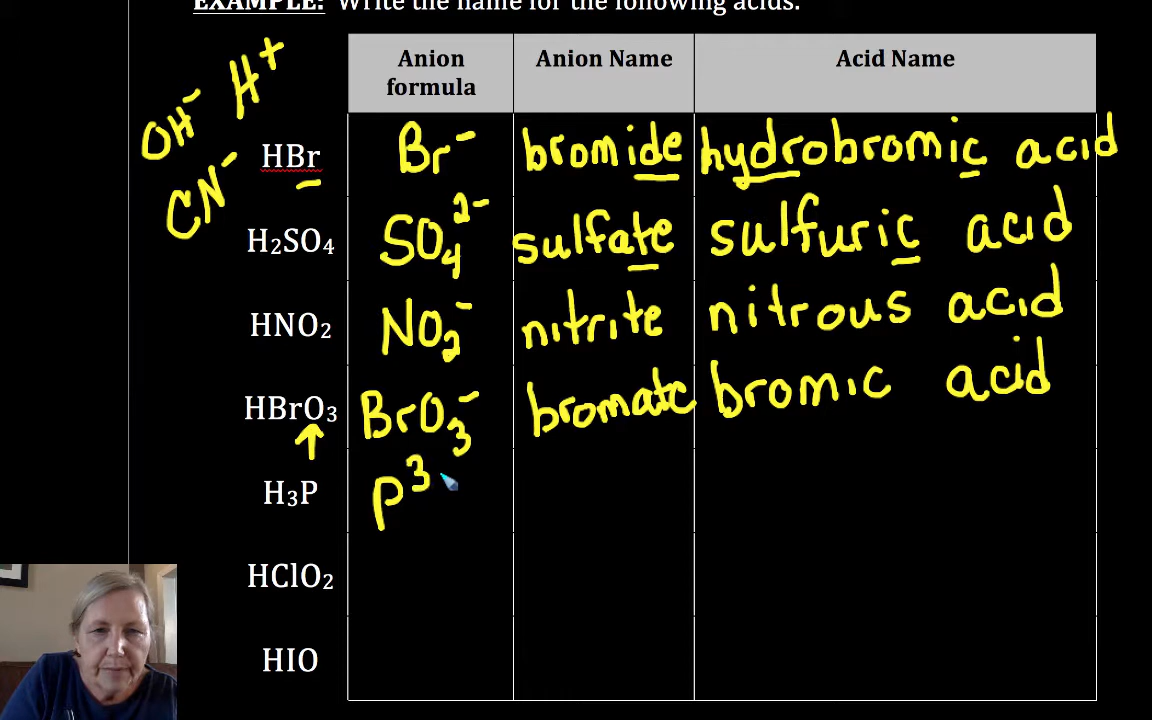 EXAMPLE: Write the name for the following acids.
Anion formula Anion Name Acid Name
OH⁻ H⁺
CN⁻
HBr Br⁻ bromide hydrobromic acid
H₂SO₄ SO₄²⁻ sulfate sulfuric acid
HNO₂ NO₂⁻ nitrite nitrous acid
HBrO₃ BrO₃⁻ bromate bromic acid
H₃P P³
HClO₂
HIO